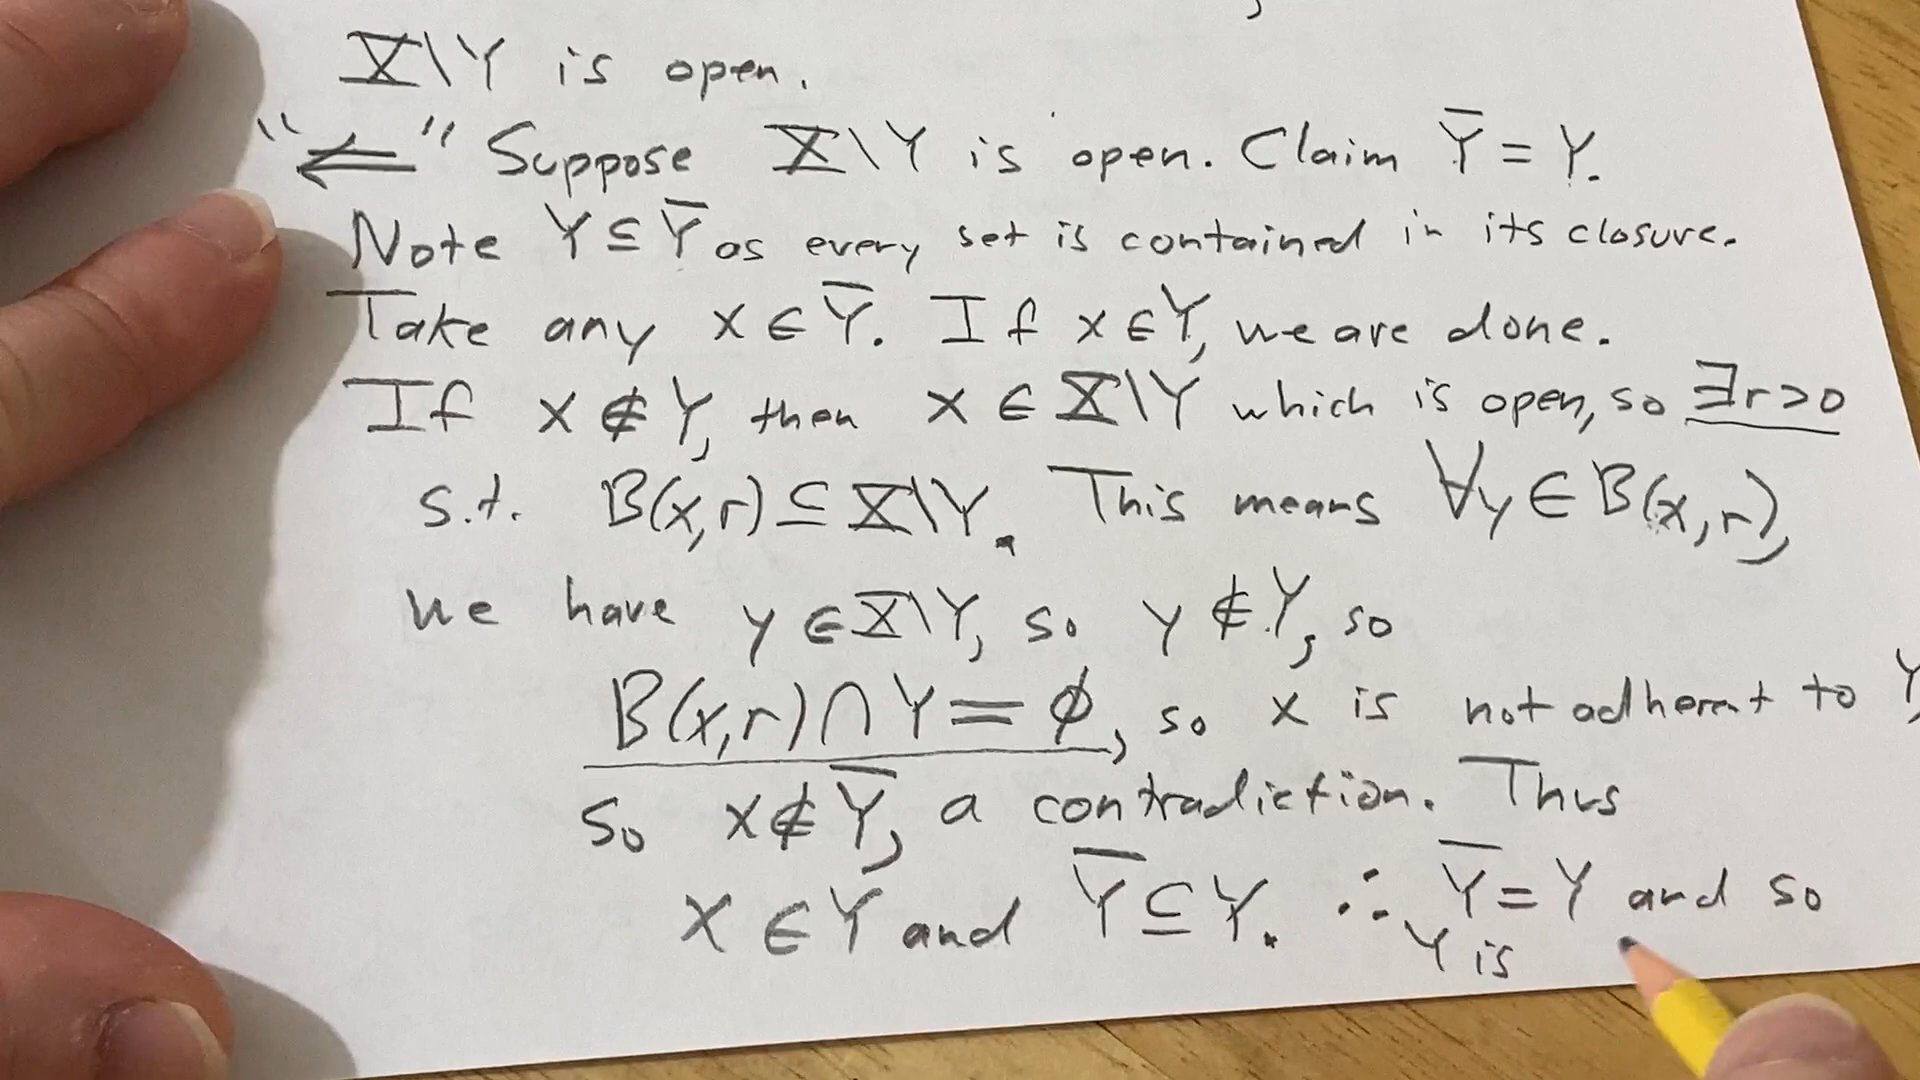 X\Y is open.
"⇐" Suppose X\Y is open. Claim Ȳ = Y.
Note Y ⊆ Ȳ as every set is contained in its closure.
Take any x ∈ Ȳ. If x ∈ Y, we are done.
If x ∉ Y, then x ∈ X\Y which is open, so ∃r>0
s.t. B(x,r) ⊆ X\Y. This means ∀y ∈ B(x,r),
we have y ∈ X\Y, so y ∉ Y, so
B(x,r) ∩ Y = ∅, so x is not adherent to Y,
so x ∉ Ȳ, a contradiction. Thus
x ∈ Y and Ȳ ⊆ Y. ∴ Ȳ = Y and so
Y is